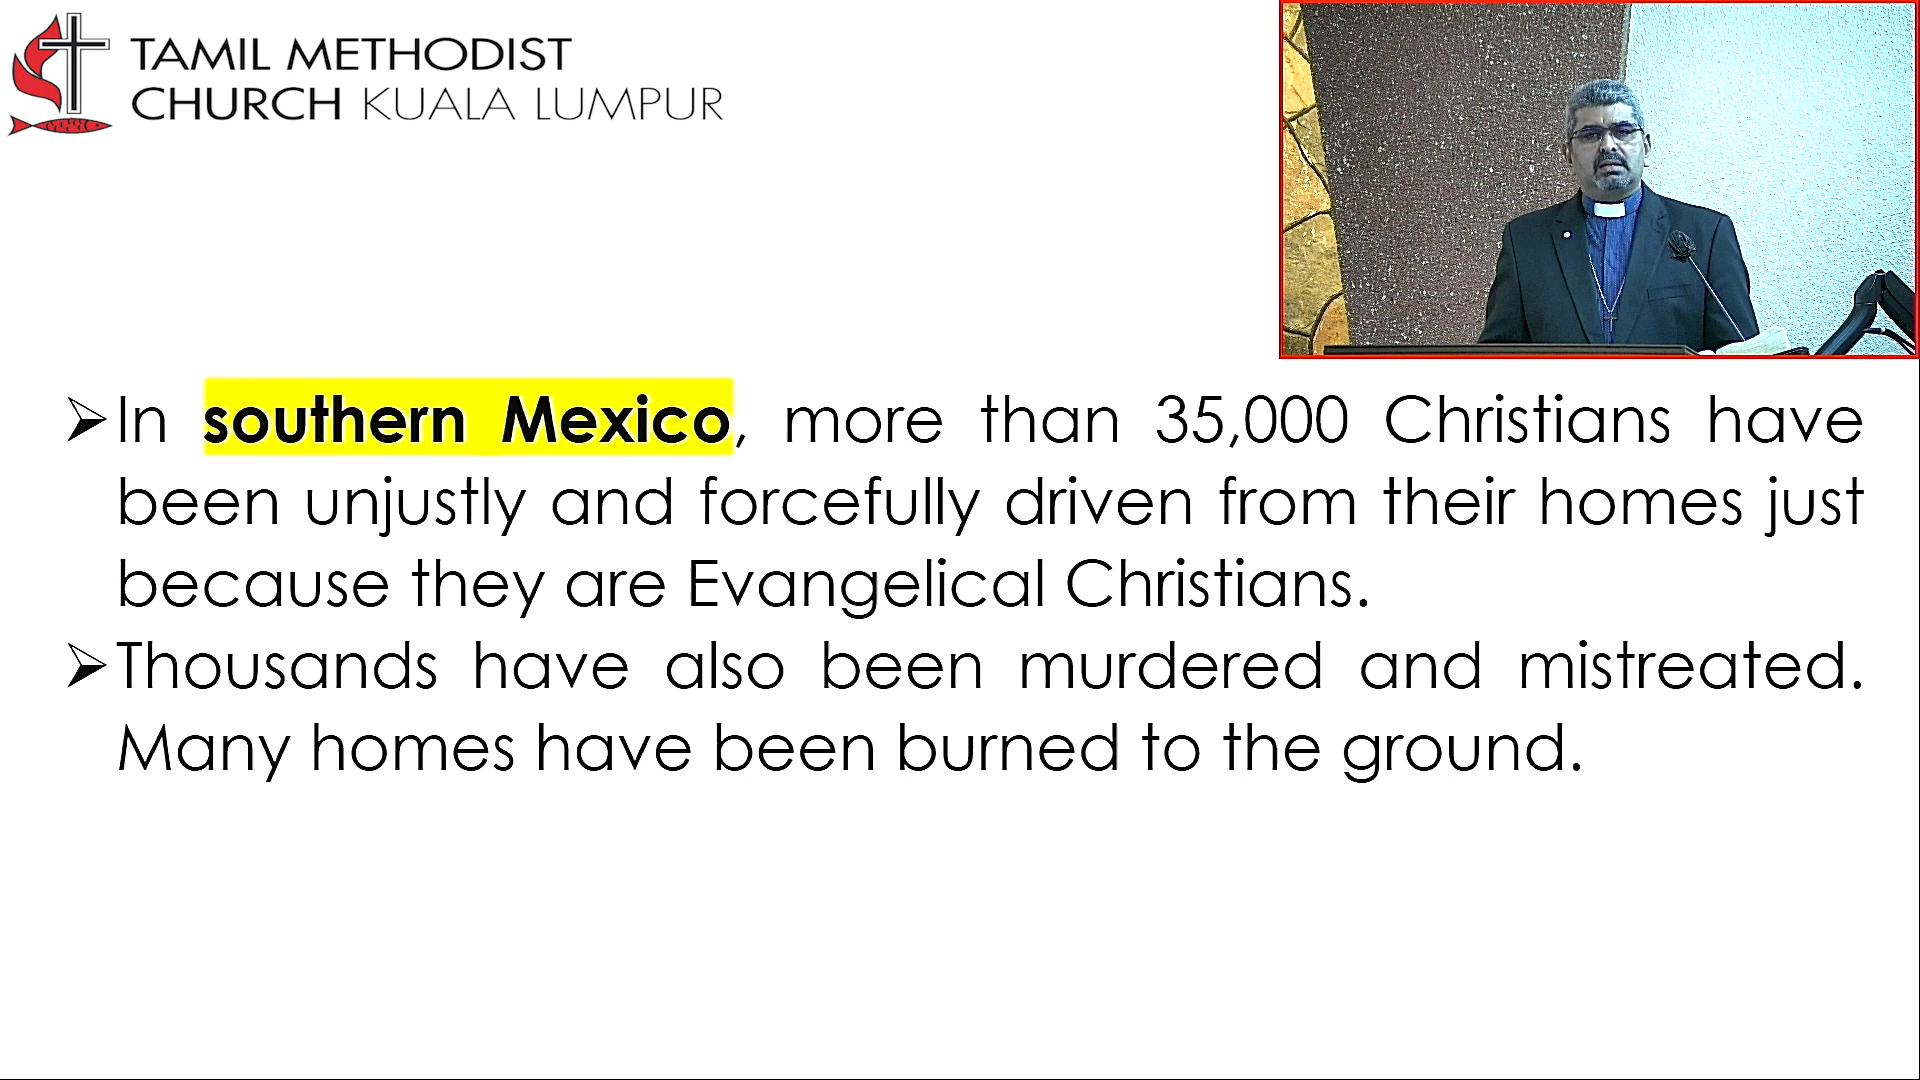 TAMIL METHODIST
CHURCH KUALA LUMPUR
➢In southern Mexico, more than 35,000 Christians have
been unjustly and forcefully driven from their homes just
because they are Evangelical Christians.
➢Thousands have also been murdered and mistreated.
Many homes have been burned to the ground.